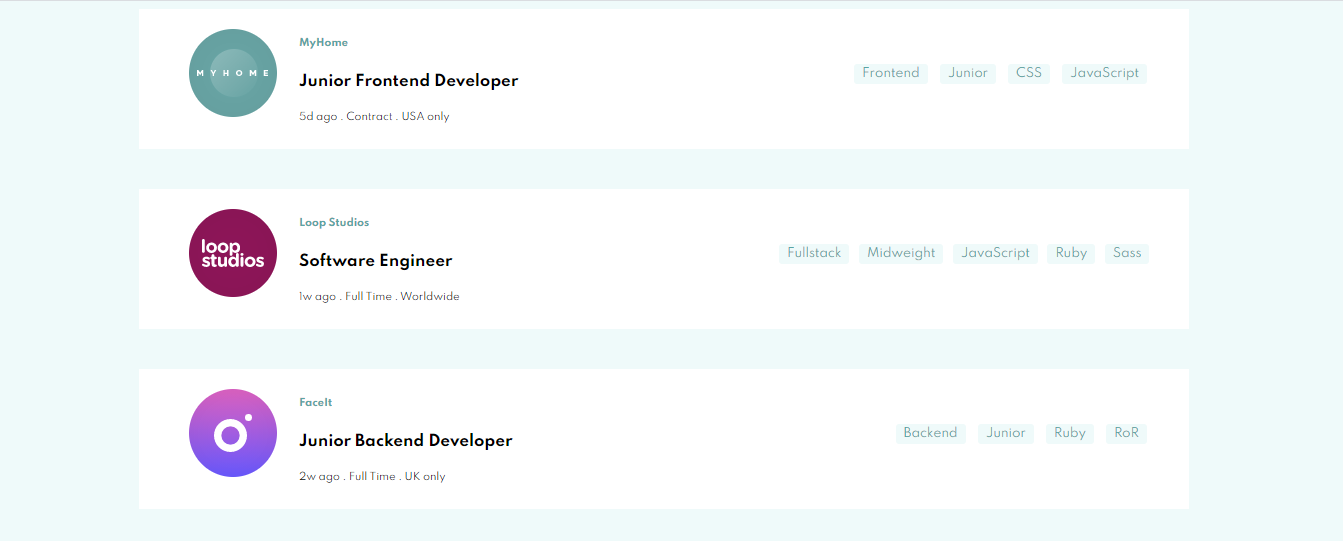 MYHOME
MyHome
Junior Frontend Developer
5d ago . Contract . USA only
Frontend Junior CSS JavaScript
loop
studios
Loop Studios
Software Engineer
1w ago . Full Time . Worldwide
Fullstack Midweight JavaScript Ruby Sass
FaceIt
Junior Backend Developer
2w ago . Full Time . UK only
Backend Junior Ruby RoR